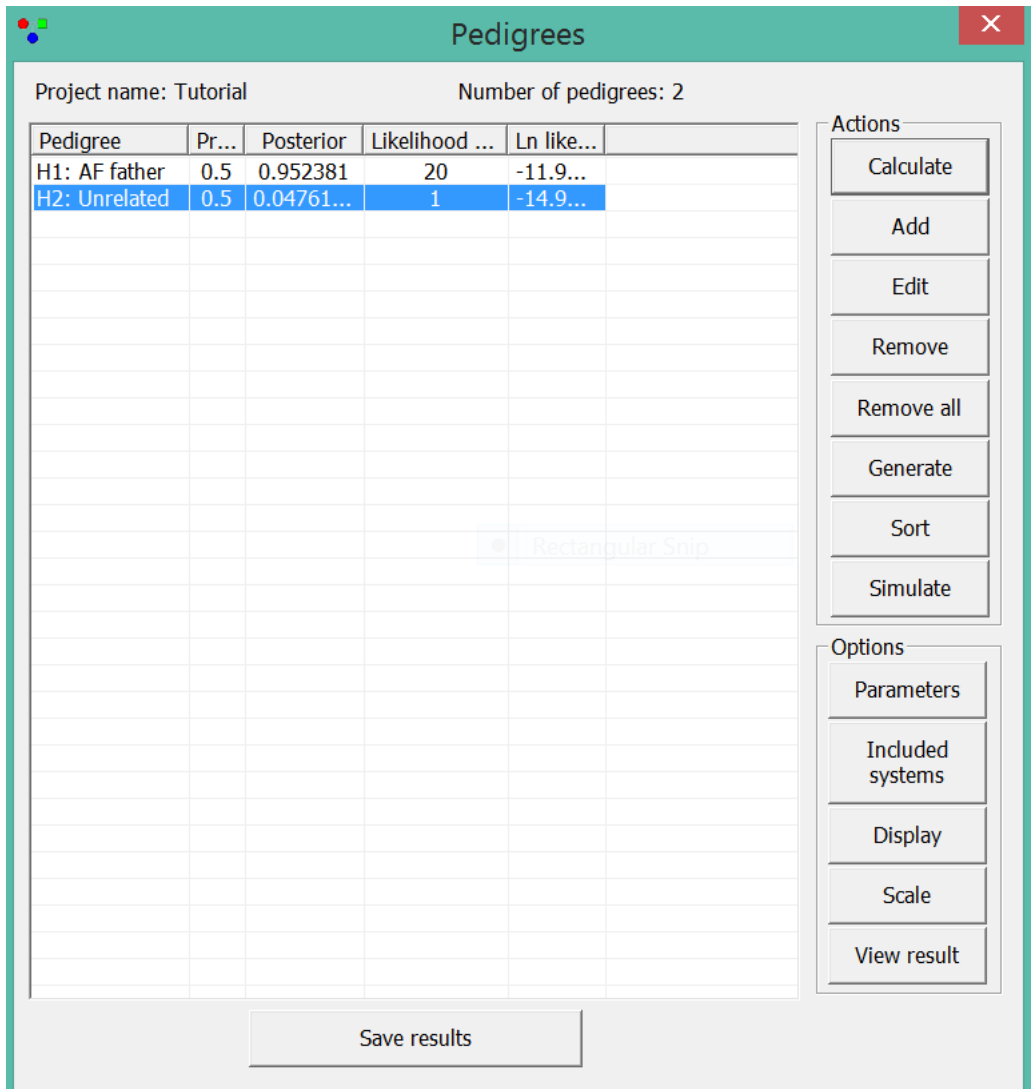 Pedigrees
Project name: Tutorial
Number of pedigrees: 2
Pedigree Pr... Posterior Likelihood ... Ln like...
H1: AF father 0.5 0.952381 20 -11.9...
H2: Unrelated 0.5 0.04761... 1 -14.9...
Rectangular Snip
Actions
Calculate
Add
Edit
Remove
Remove all
Generate
Sort
Simulate
Options
Parameters
Included
systems
Display
Scale
View result
Save results